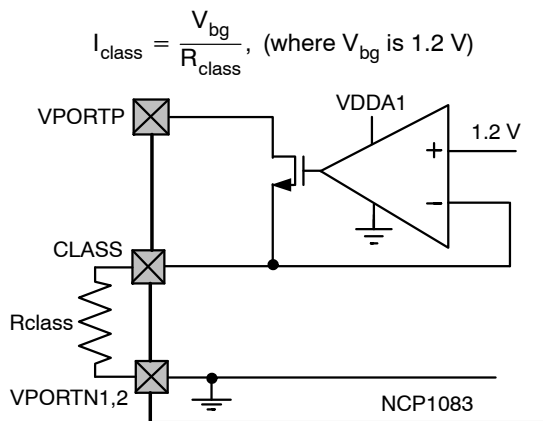 I_class = V_bg / R_class, (where V_bg is 1.2 V)
VPORTP
VDDA1
1.2 V
+
−
CLASS
Rclass
VPORTN1,2
NCP1083